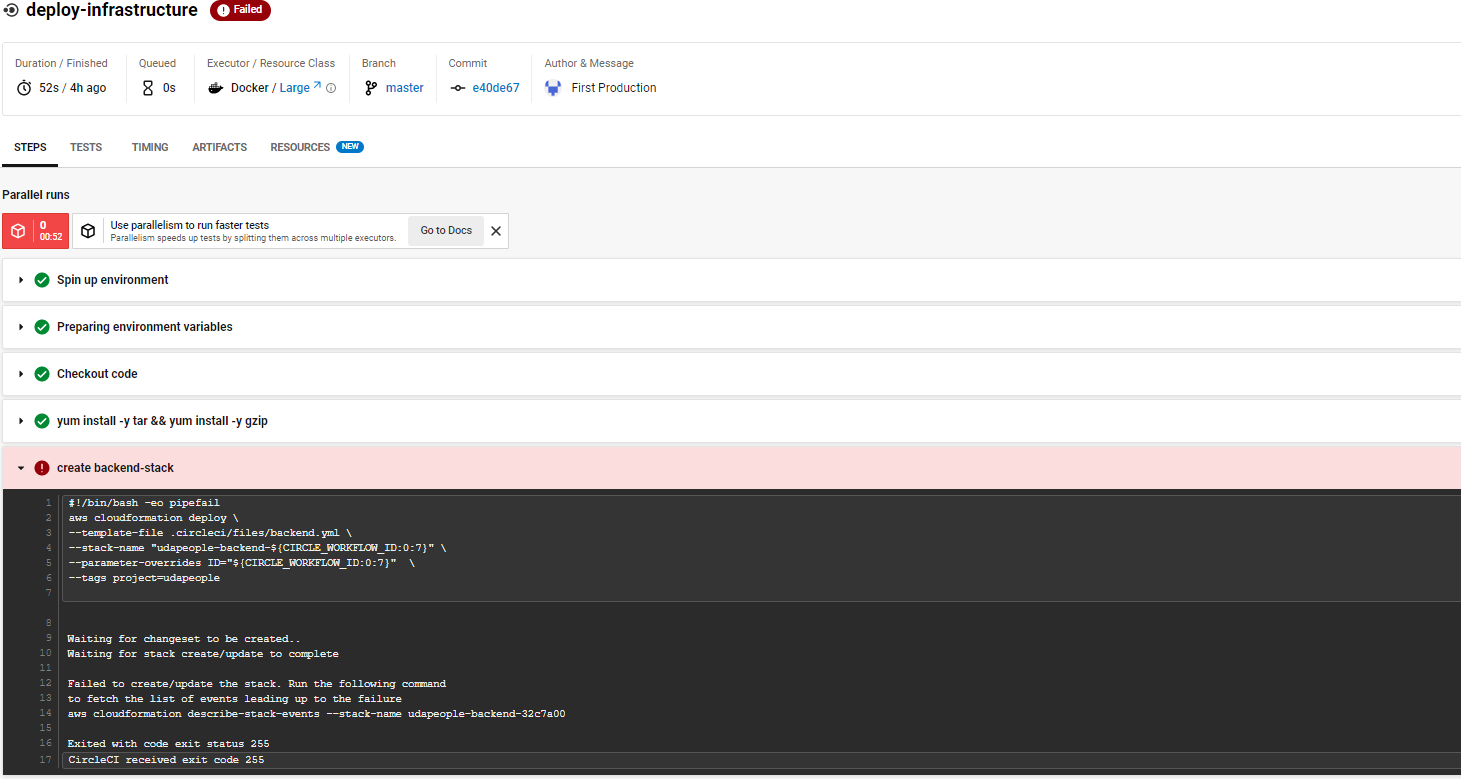 deploy-infrastructure Failed
Duration / Finished Queued Executor / Resource Class Branch Commit Author & Message
52s / 4h ago 0s Docker / Large master e40de67 First Production
STEPS TESTS TIMING ARTIFACTS RESOURCES NEW
Parallel runs
0
00:52
Use parallelism to run faster tests
Parallelism speeds up tests by splitting them across multiple executors.
Go to Docs
Spin up environment
Preparing environment variables
Checkout code
yum install -y tar && yum install -y gzip
create backend-stack
1 #!/bin/bash -eo pipefail
2 aws cloudformation deploy \
3 --template-file .circleci/files/backend.yml \
4 --stack-name "udapeople-backend-${CIRCLE_WORKFLOW_ID:0:7}" \
5 --parameter-overrides ID="${CIRCLE_WORKFLOW_ID:0:7}" \
6 --tags project=udapeople
7
8
9 Waiting for changeset to be created..
10 Waiting for stack create/update to complete
11
12 Failed to create/update the stack. Run the following command
13 to fetch the list of events leading up to the failure
14 aws cloudformation describe-stack-events --stack-name udapeople-backend-32c7a00
15
16 Exited with code exit status 255
17 CircleCI received exit code 255